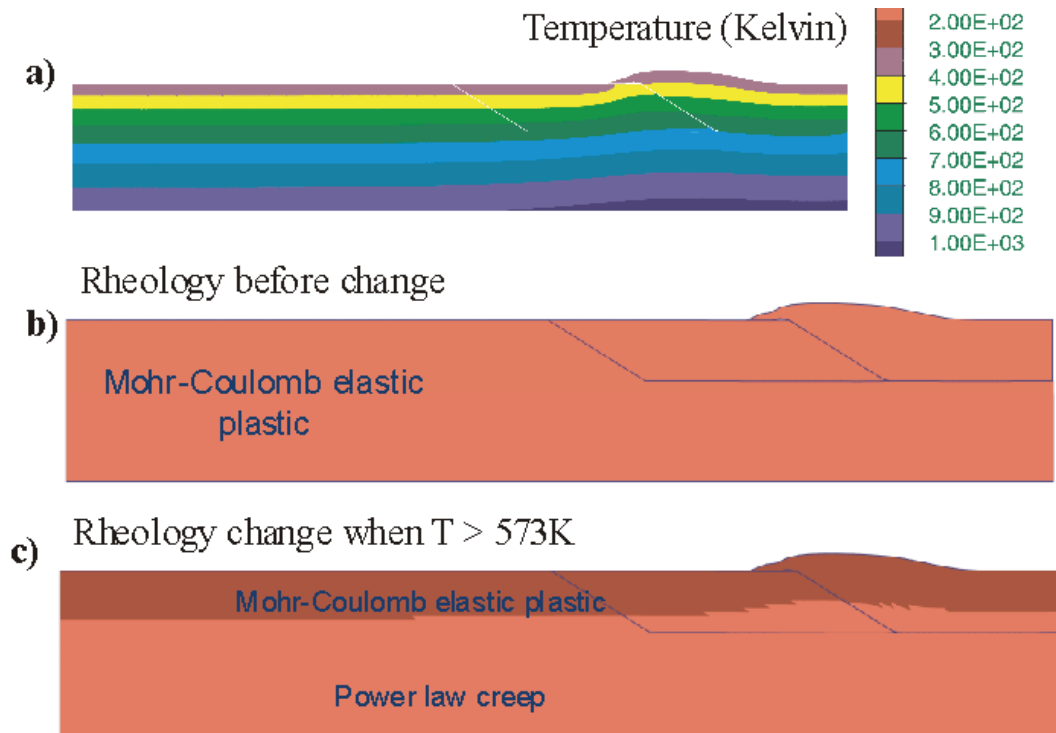 Temperature (Kelvin)
a)
2.00E+02
3.00E+02
4.00E+02
5.00E+02
6.00E+02
7.00E+02
8.00E+02
9.00E+02
1.00E+03
Rheology before change
b)
Mohr-Coulomb elastic
plastic
Rheology change when T > 573K
c)
Mohr-Coulomb elastic plastic
Power law creep